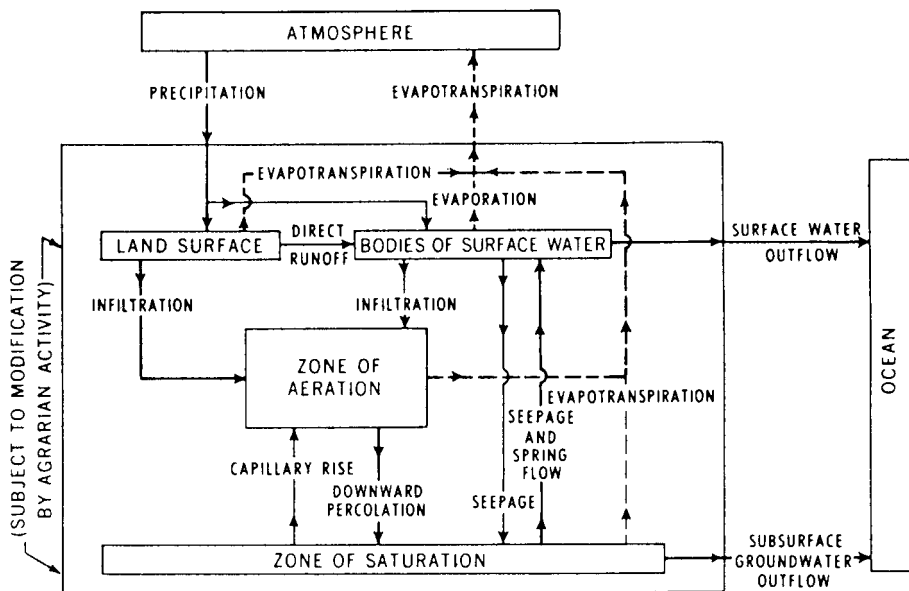 ATMOSPHERE
PRECIPITATION
EVAPOTRANSPIRATION
EVAPOTRANSPIRATION
EVAPORATION
LAND SURFACE
DIRECT
RUNOFF
BODIES OF SURFACE WATER
SURFACE WATER
OUTFLOW
INFILTRATION
INFILTRATION
ZONE OF
AERATION
EVAPOTRANSPIRATION
SEEPAGE
AND
SPRING
FLOW
CAPILLARY RISE
DOWNWARD
PERCOLATION
SEEPAGE
ZONE OF SATURATION
SUBSURFACE
GROUNDWATER
OUTFLOW
OCEAN
(SUBJECT TO MODIFICATION
BY AGRARIAN ACTIVITY)